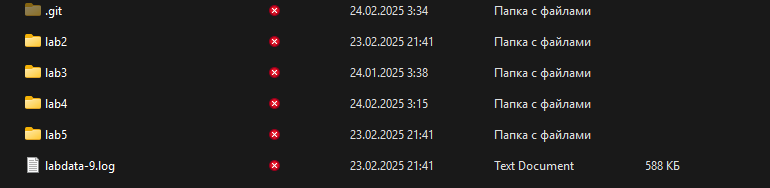 .git 24.02.2025 3:34 Папка с файлами
lab2 23.02.2025 21:41 Папка с файлами
lab3 24.01.2025 3:38 Папка с файлами
lab4 24.02.2025 3:15 Папка с файлами
lab5 23.02.2025 21:41 Папка с файлами
labdata-9.log 23.02.2025 21:41 Text Document 588 КБ